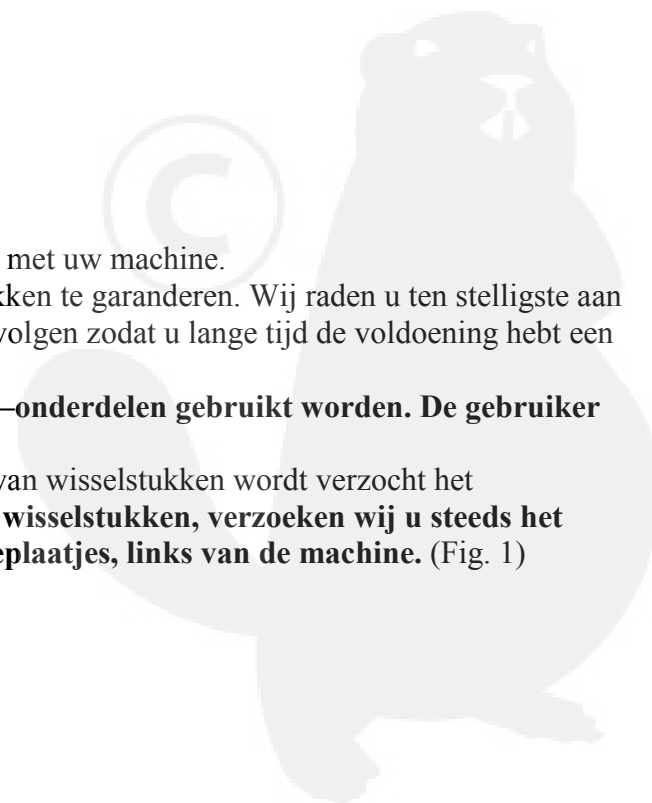 ©
met uw machine.
kken te garanderen. Wij raden u ten stelligste aan
volgen zodat u lange tijd de voldoening hebt een
–onderdelen gebruikt worden. De gebruiker
van wisselstukken wordt verzocht het
wisselstukken, verzoeken wij u steeds het
eplaatjes, links van de machine. (Fig. 1)